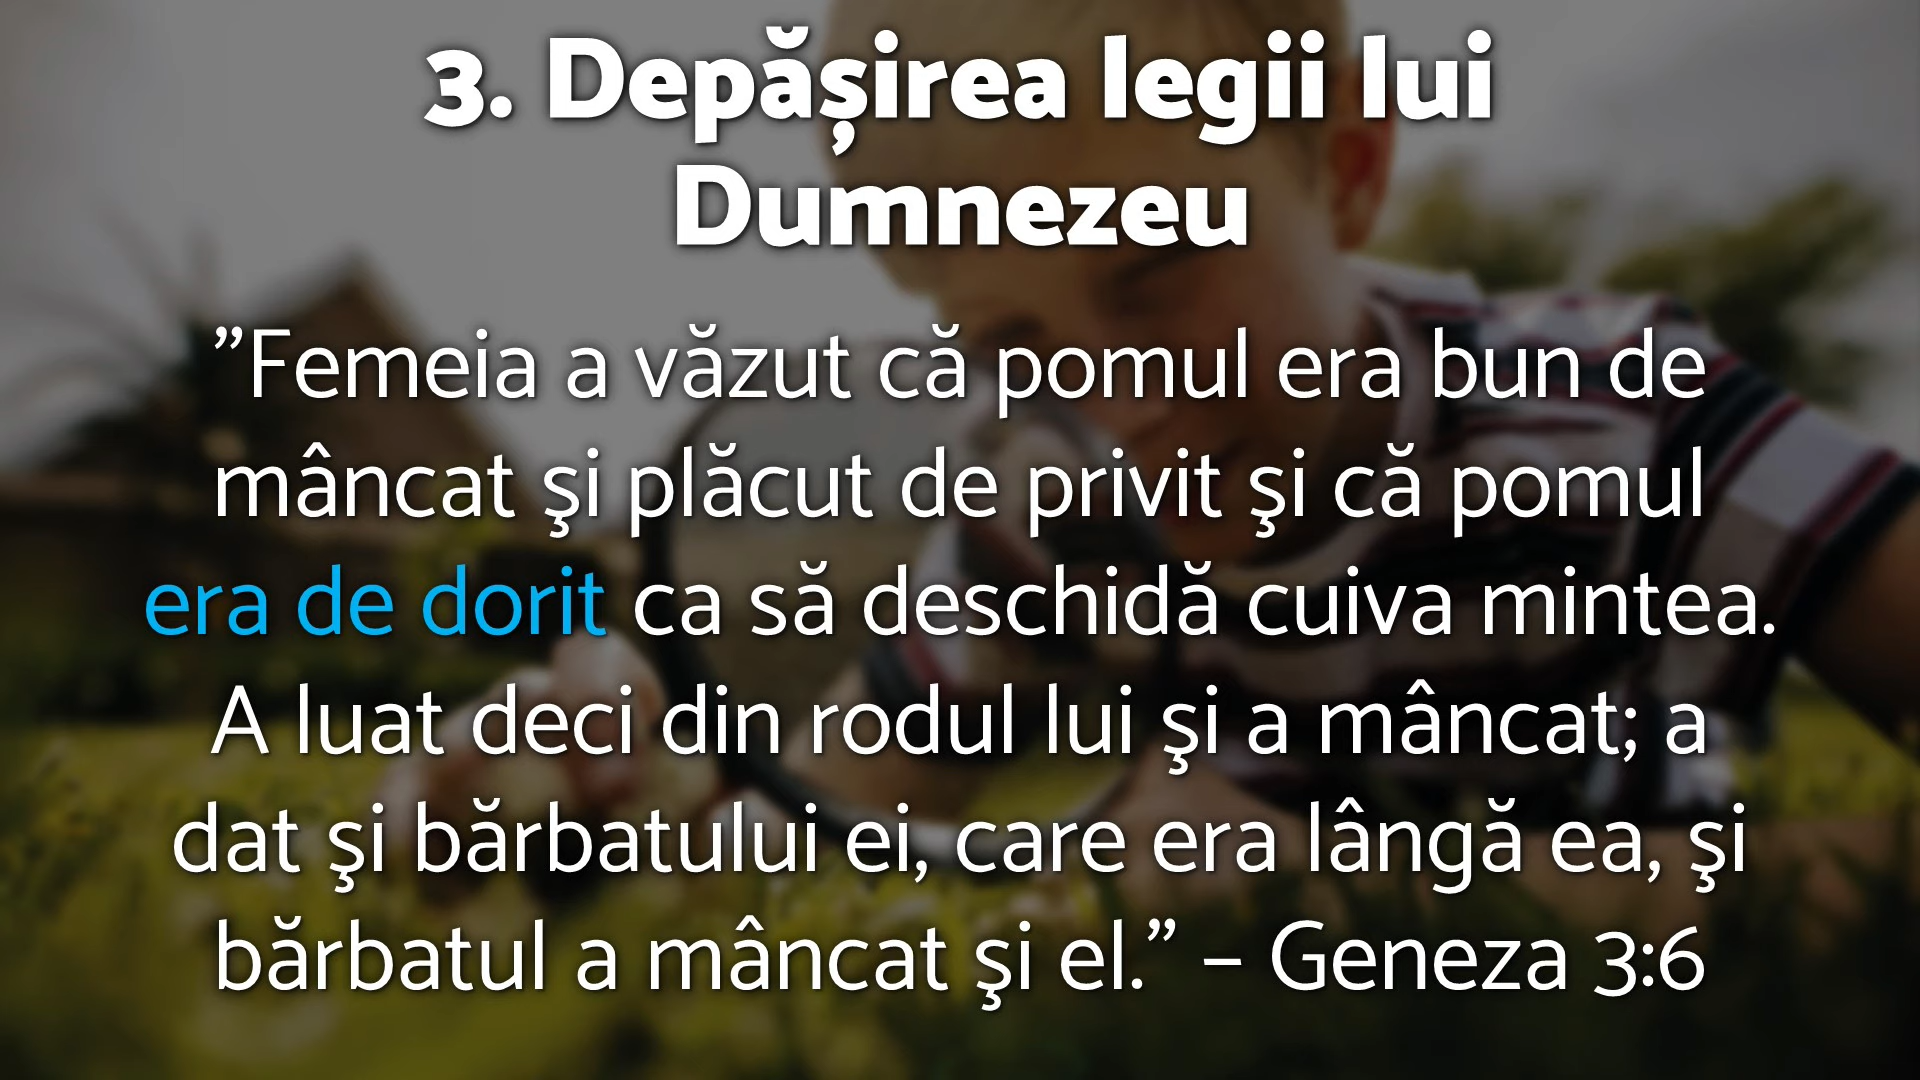 3. Depășirea legii lui
Dumnezeu
”Femeia a văzut că pomul era bun de
mâncat şi plăcut de privit şi că pomul
era de dorit ca să deschidă cuiva mintea.
A luat deci din rodul lui şi a mâncat; a
dat şi bărbatului ei, care era lângă ea, şi
bărbatul a mâncat şi el.” – Geneza 3:6